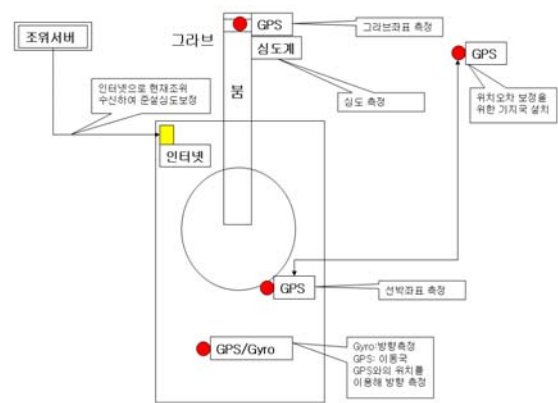 조위서버
그라브
GPS
심도계
그라브좌표 측정
GPS
인터넷으로 현재조위
수신하여 준설심도보정
붐
심도 측정
위치오차 보정을
위한 기지국 설치
인터넷
GPS
선박좌표 측정
GPS/Gyro
Gyro:방향측정
GPS: 이동국
GPS와의 위치를
이용해 방향 측정